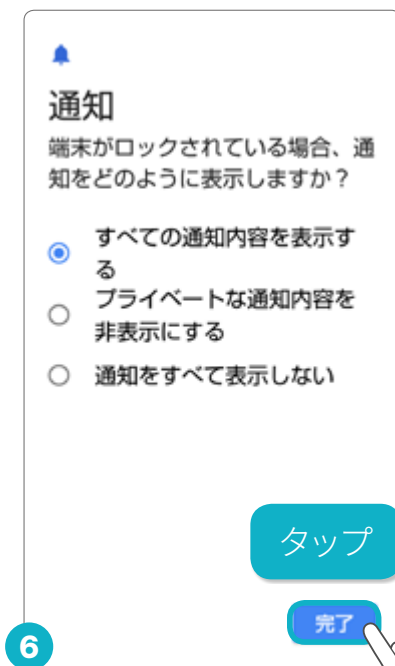 通知
端末がロックされている場合、通
知をどのように表示しますか？
すべての通知内容を表示す
る
プライベートな通知内容を
非表示にする
通知をすべて表示しない
タップ
完了
6